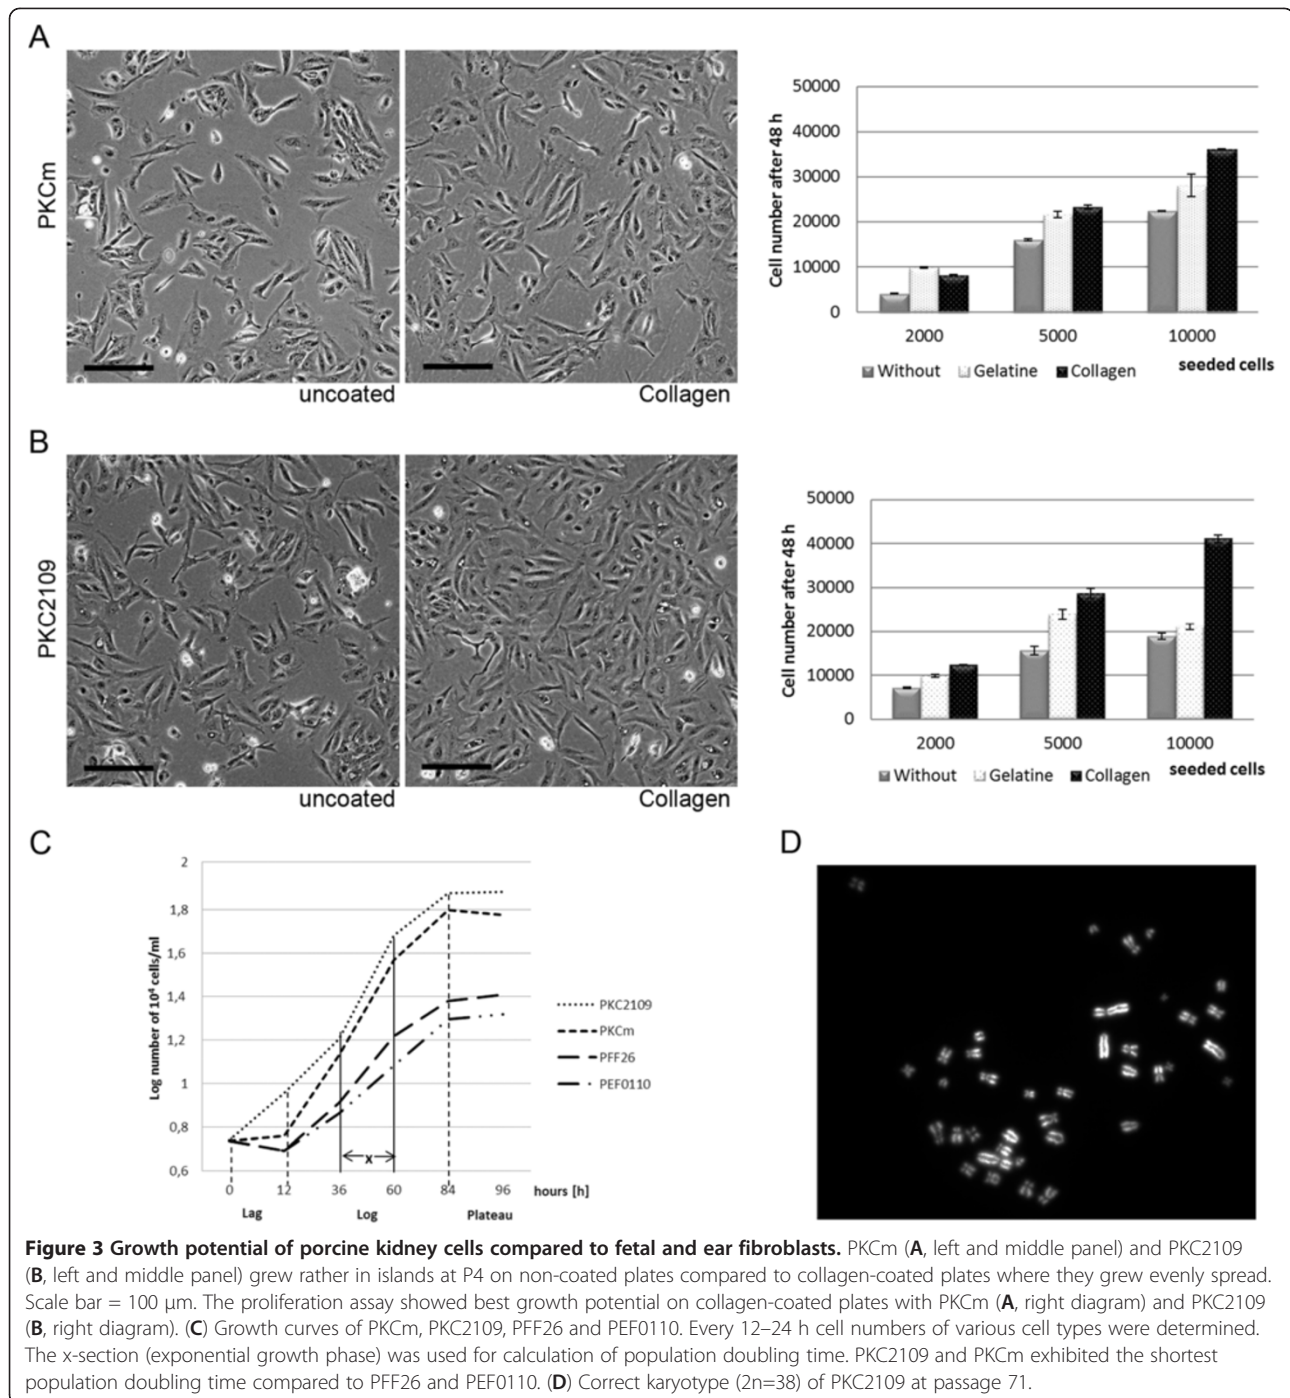 A
PKCm
uncoated
Collagen
Cell number after 48 h
50000
40000
30000
20000
10000
0
2000 5000 10000
seeded cells
Without Gelatine Collagen
B
PKC2109
uncoated
Collagen
Cell number after 48 h
50000
40000
30000
20000
10000
0
2000 5000 10000
seeded cells
Without Gelatine Collagen
C
Log number of 10⁴ cells/ml
2
1,8
1,6
1,4
1,2
1
0,8
0,6
x
0 12 36 60 84 96 hours [h]
Lag Log Plateau
PKC2109
PKCm
PFF26
PEF0110
D
Figure 3 Growth potential of porcine kidney cells compared to fetal and ear fibroblasts. PKCm (A, left and middle panel) and PKC2109
(B, left and middle panel) grew rather in islands at P4 on non-coated plates compared to collagen-coated plates where they grew evenly spread.
Scale bar = 100 μm. The proliferation assay showed best growth potential on collagen-coated plates with PKCm (A, right diagram) and PKC2109
(B, right diagram). (C) Growth curves of PKCm, PKC2109, PFF26 and PEF0110. Every 12–24 h cell numbers of various cell types were determined.
The x-section (exponential growth phase) was used for calculation of population doubling time. PKC2109 and PKCm exhibited the shortest
population doubling time compared to PFF26 and PEF0110. (D) Correct karyotype (2n=38) of PKC2109 at passage 71.